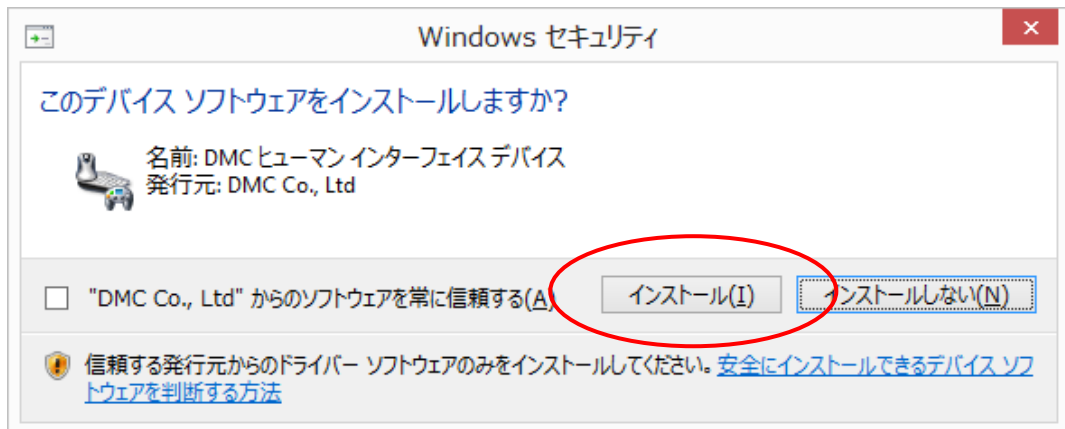 Windows セキュリティ
このデバイス ソフトウェアをインストールしますか?
名前: DMC ヒューマン インターフェイス デバイス
発行元: DMC Co., Ltd
"DMC Co., Ltd" からのソフトウェアを常に信頼する(A) インストール(I) インストールしない(N)
信頼する発行元からのドライバー ソフトウェアのみをインストールしてください。安全にインストールできるデバイス ソフ
トウェアを判断する方法